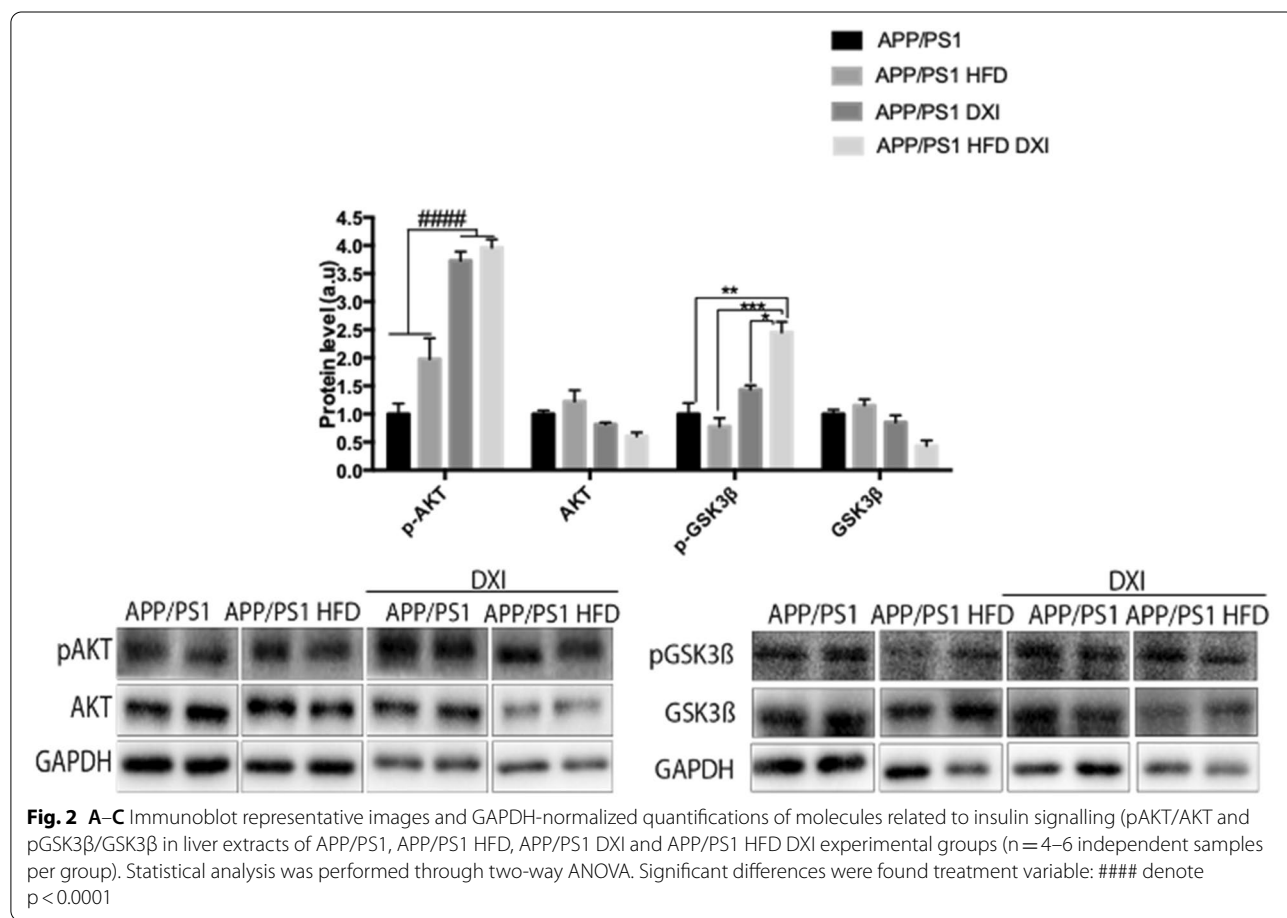 APP/PS1
APP/PS1 HFD
APP/PS1 DXI
APP/PS1 HFD DXI
Protein level (a.u)
4.5
4.0
3.5
3.0
2.5
2.0
1.5
1.0
0.5
0.0
####
**
***
*
p-AKT
AKT
p-GSK3β
GSK3β
DXI
APP/PS1 APP/PS1 HFD APP/PS1 APP/PS1 HFD
pAKT
AKT
GAPDH
DXI
APP/PS1 APP/PS1 HFD APP/PS1 APP/PS1 HFD
pGSK3ß
GSK3ß
GAPDH
Fig. 2 A–C Immunoblot representative images and GAPDH-normalized quantifications of molecules related to insulin signalling (pAKT/AKT and
pGSK3β/GSK3β in liver extracts of APP/PS1, APP/PS1 HFD, APP/PS1 DXI and APP/PS1 HFD DXI experimental groups (n = 4–6 independent samples
per group). Statistical analysis was performed through two-way ANOVA. Significant differences were found treatment variable: #### denote
p < 0.0001